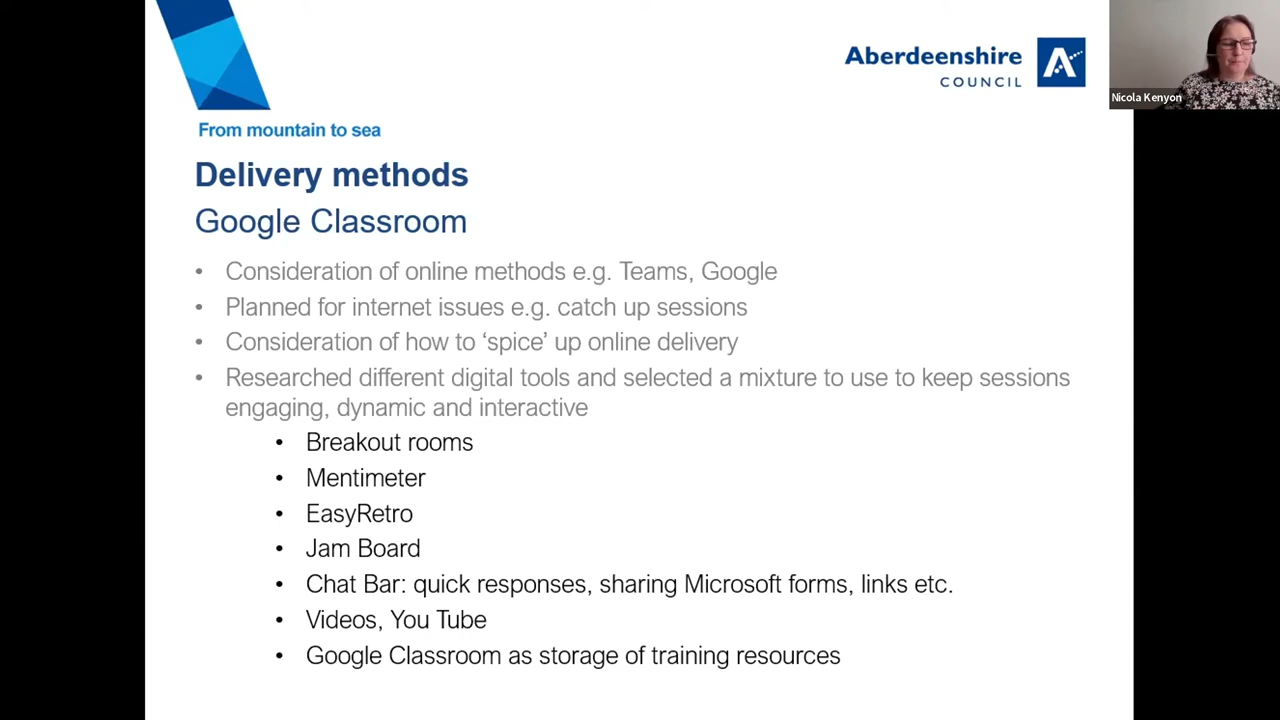 Aberdeenshire
COUNCIL
Nicola Kenyon
From mountain to sea
Delivery methods
Google Classroom
• Consideration of online methods e.g. Teams, Google
• Planned for internet issues e.g. catch up sessions
• Consideration of how to ‘spice’ up online delivery
• Researched different digital tools and selected a mixture to use to keep sessions
engaging, dynamic and interactive
• Breakout rooms
• Mentimeter
• EasyRetro
• Jam Board
• Chat Bar: quick responses, sharing Microsoft forms, links etc.
• Videos, You Tube
• Google Classroom as storage of training resources